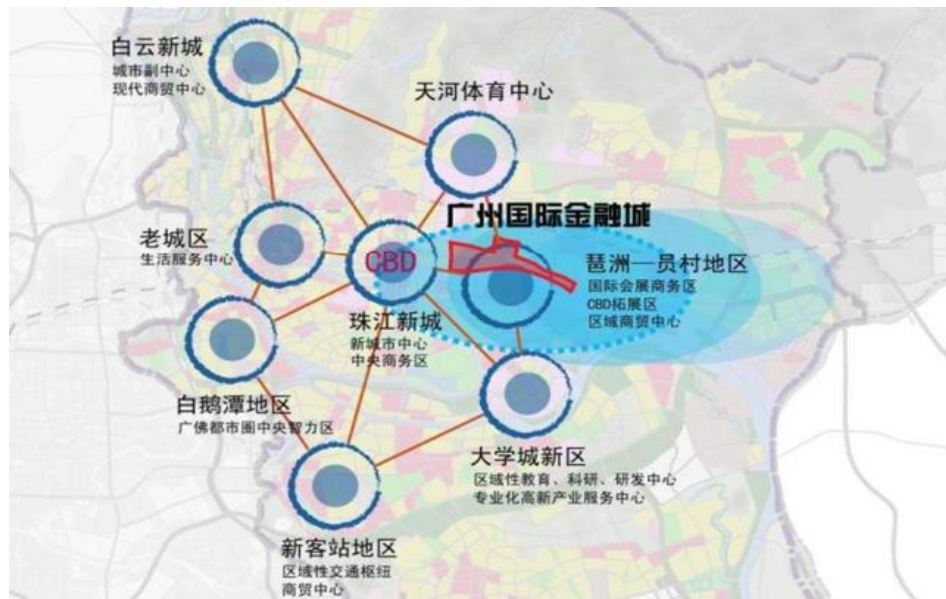 白云新城
城市副中心
现代商贸中心
天河体育中心
广州国际金融城
老城区
生活服务中心
CBD
琶洲—员村地区
国际会展商务区
CBD拓展区
区域商贸中心
珠江新城
新城市中心
中央商务区
白鹅潭地区
广佛都市圈中央智力区
大学城新区
区域性教育、科研、研发中心
专业化高新产业服务中心
新客站地区
区域性交通枢纽
商贸中心